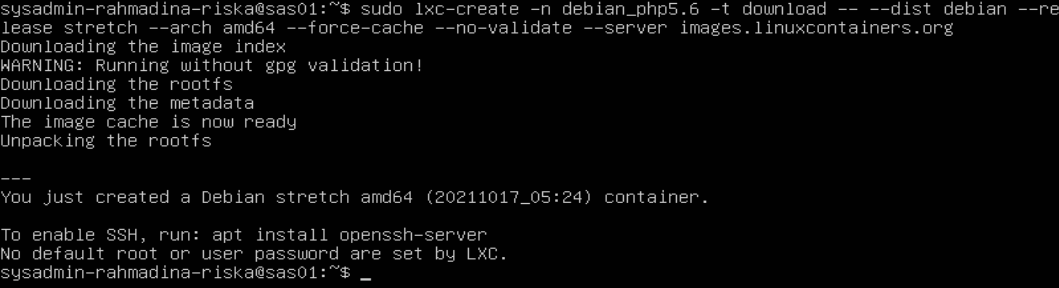 sysadmin-rahmadina-riska@sas01:~$ sudo lxc-create -n debian_php5.6 -t download -- --dist debian --re
lease stretch --arch amd64 --force-cache --no-validate --server images.linuxcontainers.org
Downloading the image index
WARNING: Running without gpg validation!
Downloading the rootfs
Downloading the metadata
The image cache is now ready
Unpacking the rootfs
---
You just created a Debian stretch amd64 (20211017_05:24) container.
To enable SSH, run: apt install openssh-server
No default root or user password are set by LXC.
sysadmin-rahmadina-riska@sas01:~$ _